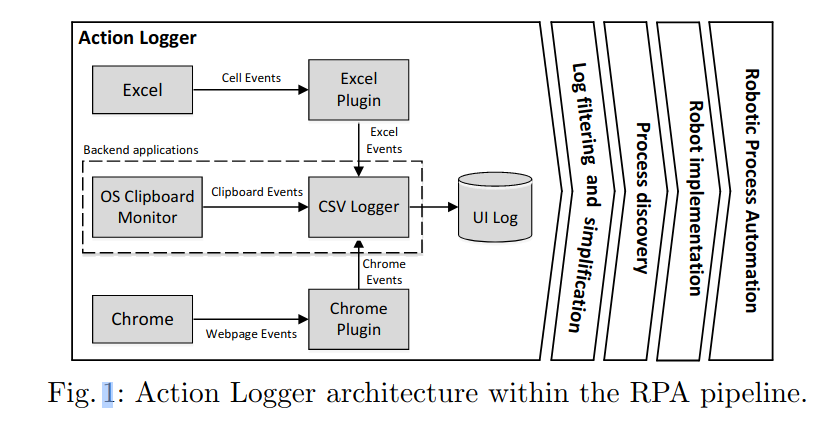 Action Logger
Excel
Cell Events
Excel
Plugin
Excel
Events
Backend applications
OS Clipboard
Monitor
Clipboard Events
CSV Logger
UI Log
Chrome
Events
Chrome
Webpage Events
Chrome
Plugin
Log filtering and simplification
Process discovery
Robot implementation
Robotic Process Automation
Fig. 1: Action Logger architecture within the RPA pipeline.